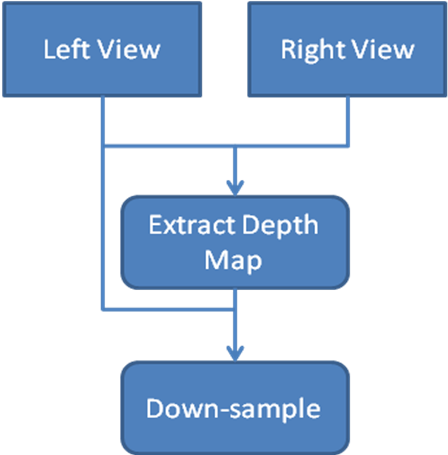 Left View
Right View
Extract Depth
Map
Down-sample